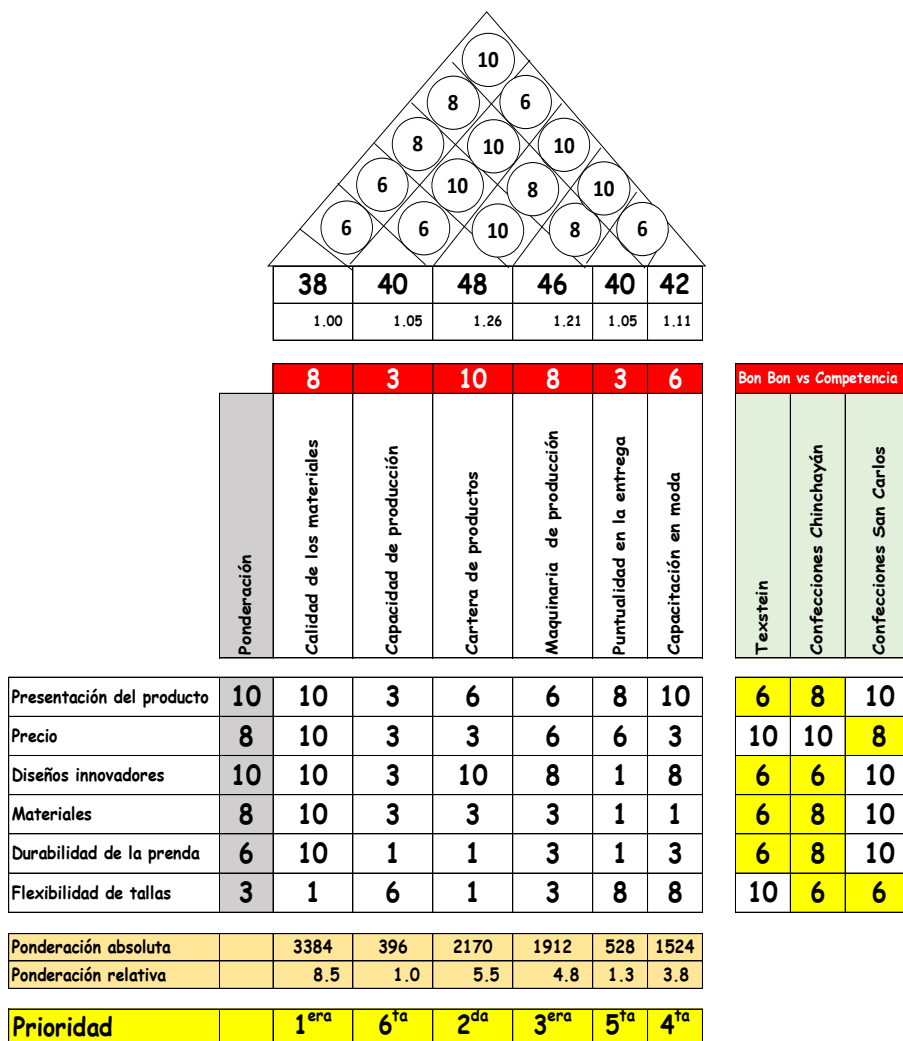 10
8 6
8 10 10
6 10 8 10
6 6 10 8 6
38 40 48 46 40 42
1.00 1.05 1.26 1.21 1.05 1.11
8 3 10 8 3 6 Bon Bon vs Competencia
Ponderación
Calidad de los materiales
Capacidad de producción
Cartera de productos
Maquinaria de producción
Puntualidad en la entrega
Capacitación en moda
Texstein
Confecciones Chinchayán
Confecciones San Carlos
Presentación del producto 10 10 3 6 6 8 10 6 8 10
Precio 8 10 3 3 6 6 3 10 10 8
Diseños innovadores 10 10 3 10 8 1 8 6 6 10
Materiales 8 10 3 3 3 1 1 6 8 10
Durabilidad de la prenda 6 10 1 1 3 1 3 6 8 10
Flexibilidad de tallas 3 1 6 1 3 8 8 10 6 6
Ponderación absoluta 3384 396 2170 1912 528 1524
Ponderación relativa 8.5 1.0 5.5 4.8 1.3 3.8
Prioridad 1era 6ta 2da 3era 5ta 4ta